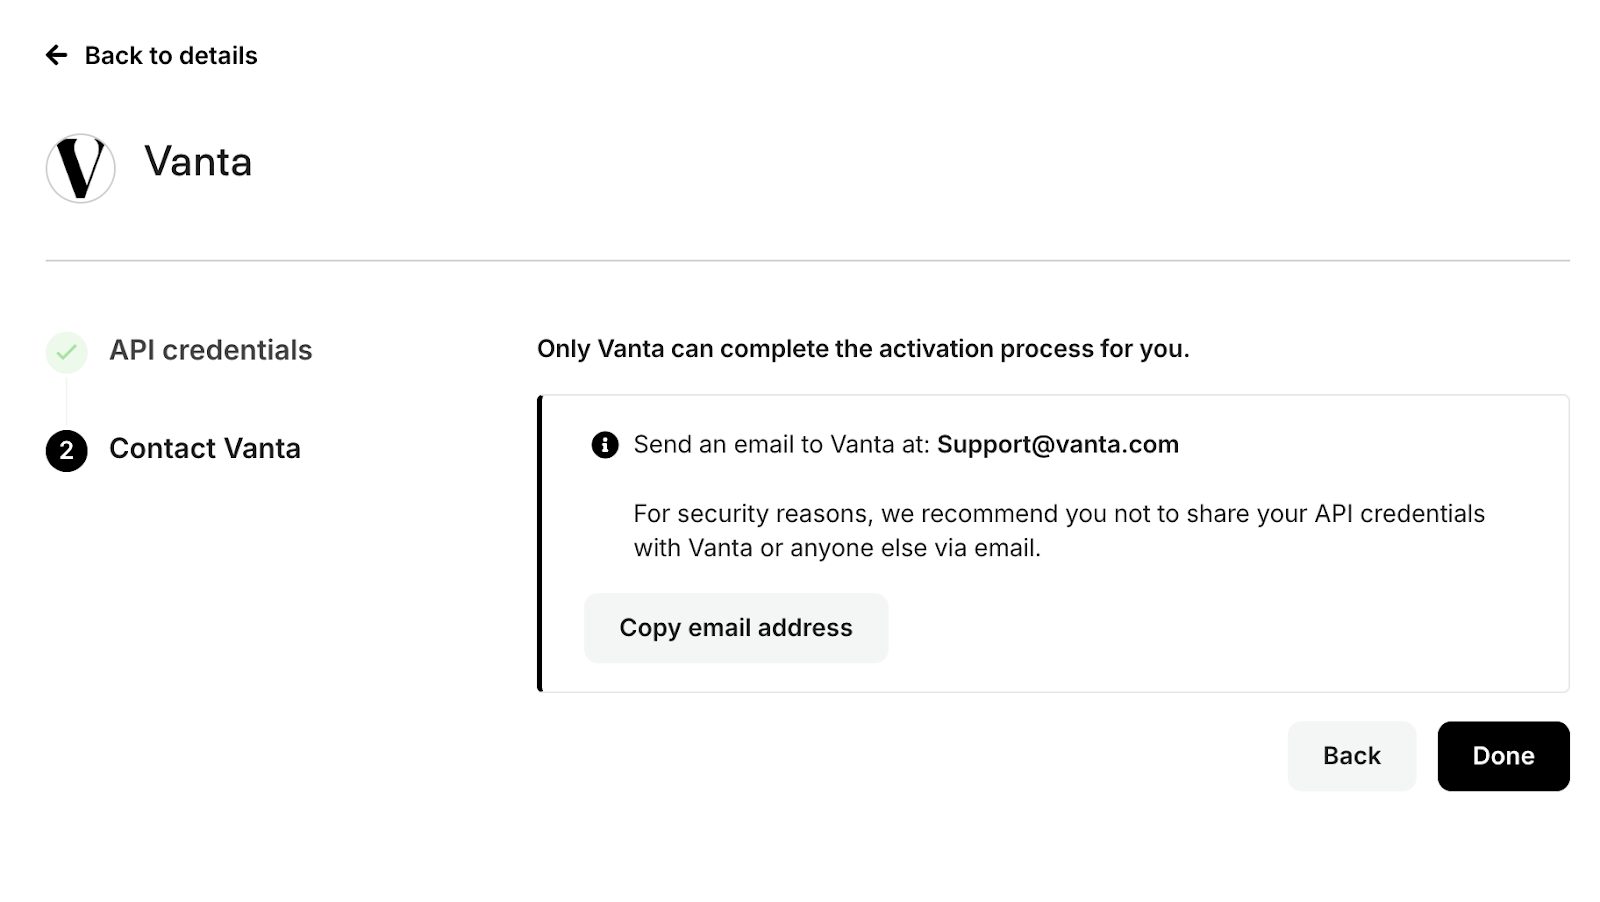 Back to details
V
Vanta
API credentials
2 Contact Vanta
Only Vanta can complete the activation process for you.
Send an email to Vanta at: Support@vanta.com
For security reasons, we recommend you not to share your API credentials
with Vanta or anyone else via email.
Copy email address
Back
Done